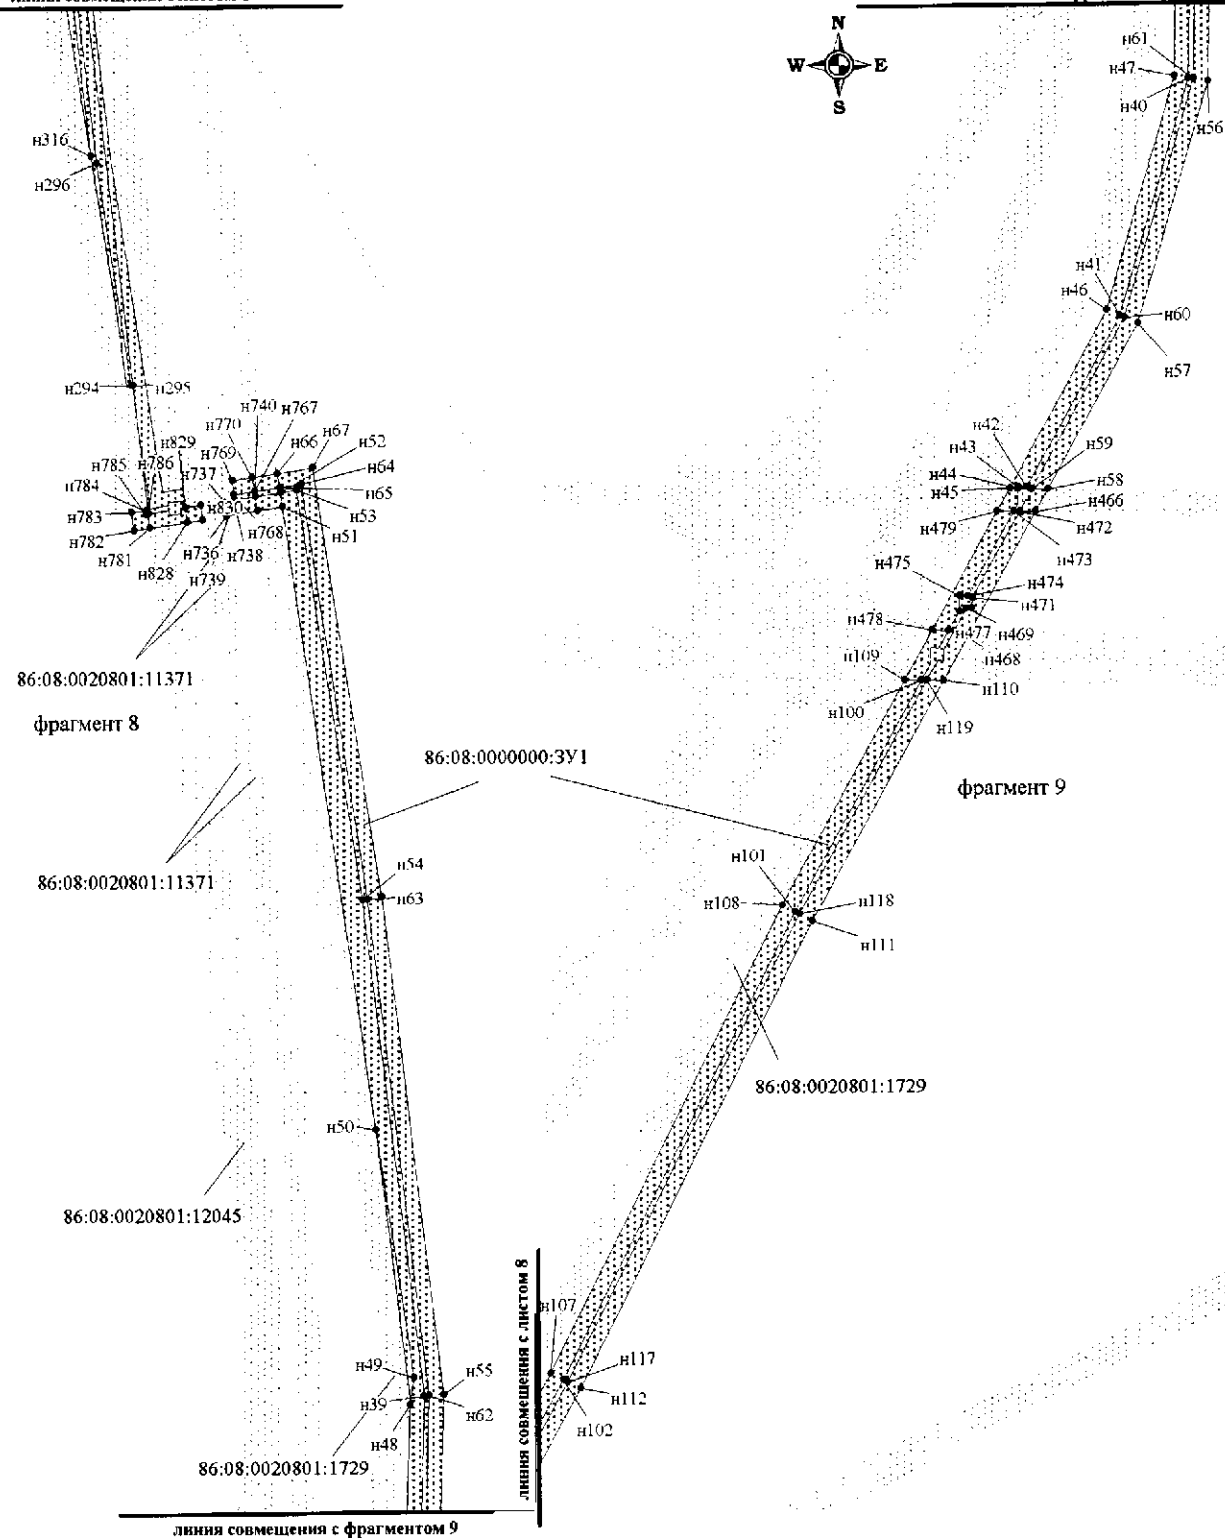 N
W E
S
н61
н47
н40
н56
н316
н296
н41
н46
н60
н57
н294
н295
н740
н767
н770
н66
н67
н829
н769
н52
н42
н59
н785
н786
н737
н64
н43
н44
н58
н784
н65
н45
н466
н783
н830
н53
н479
н472
н782
н768
н51
н781
н736
н738
н473
н828
н739
н475
н474
н471
н478
н477
н469
н109
н468
н110
86:08:0020801:11371
н100
фрагмент 8
н119
86:08:0000000:ЗУ1
фрагмент 9
н54
н101
86:08:0020801:11371
н63
н108
н118
н111
86:08:0020801:1729
н50
86:08:0020801:12045
линия совмещения с листом 8
н107
н49
н55
н117
н39
н62
н112
н48
н102
86:08:0020801:1729
линия совмещения с фрагментом 9